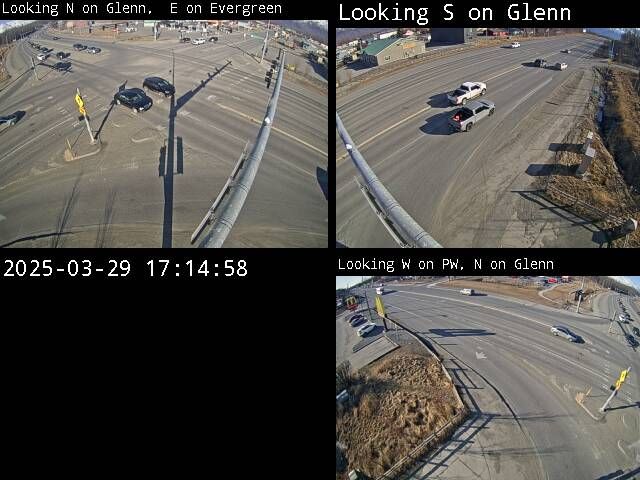 Looking N on Glenn,  E on Evergreen
Looking S on Glenn
2025-03-29 17:14:58
Looking W on PW, N on Glenn